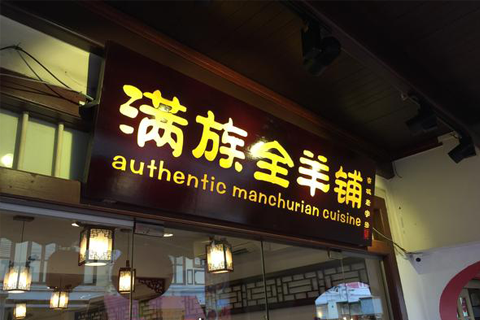 满族全羊铺
authentic manchurian cuisine